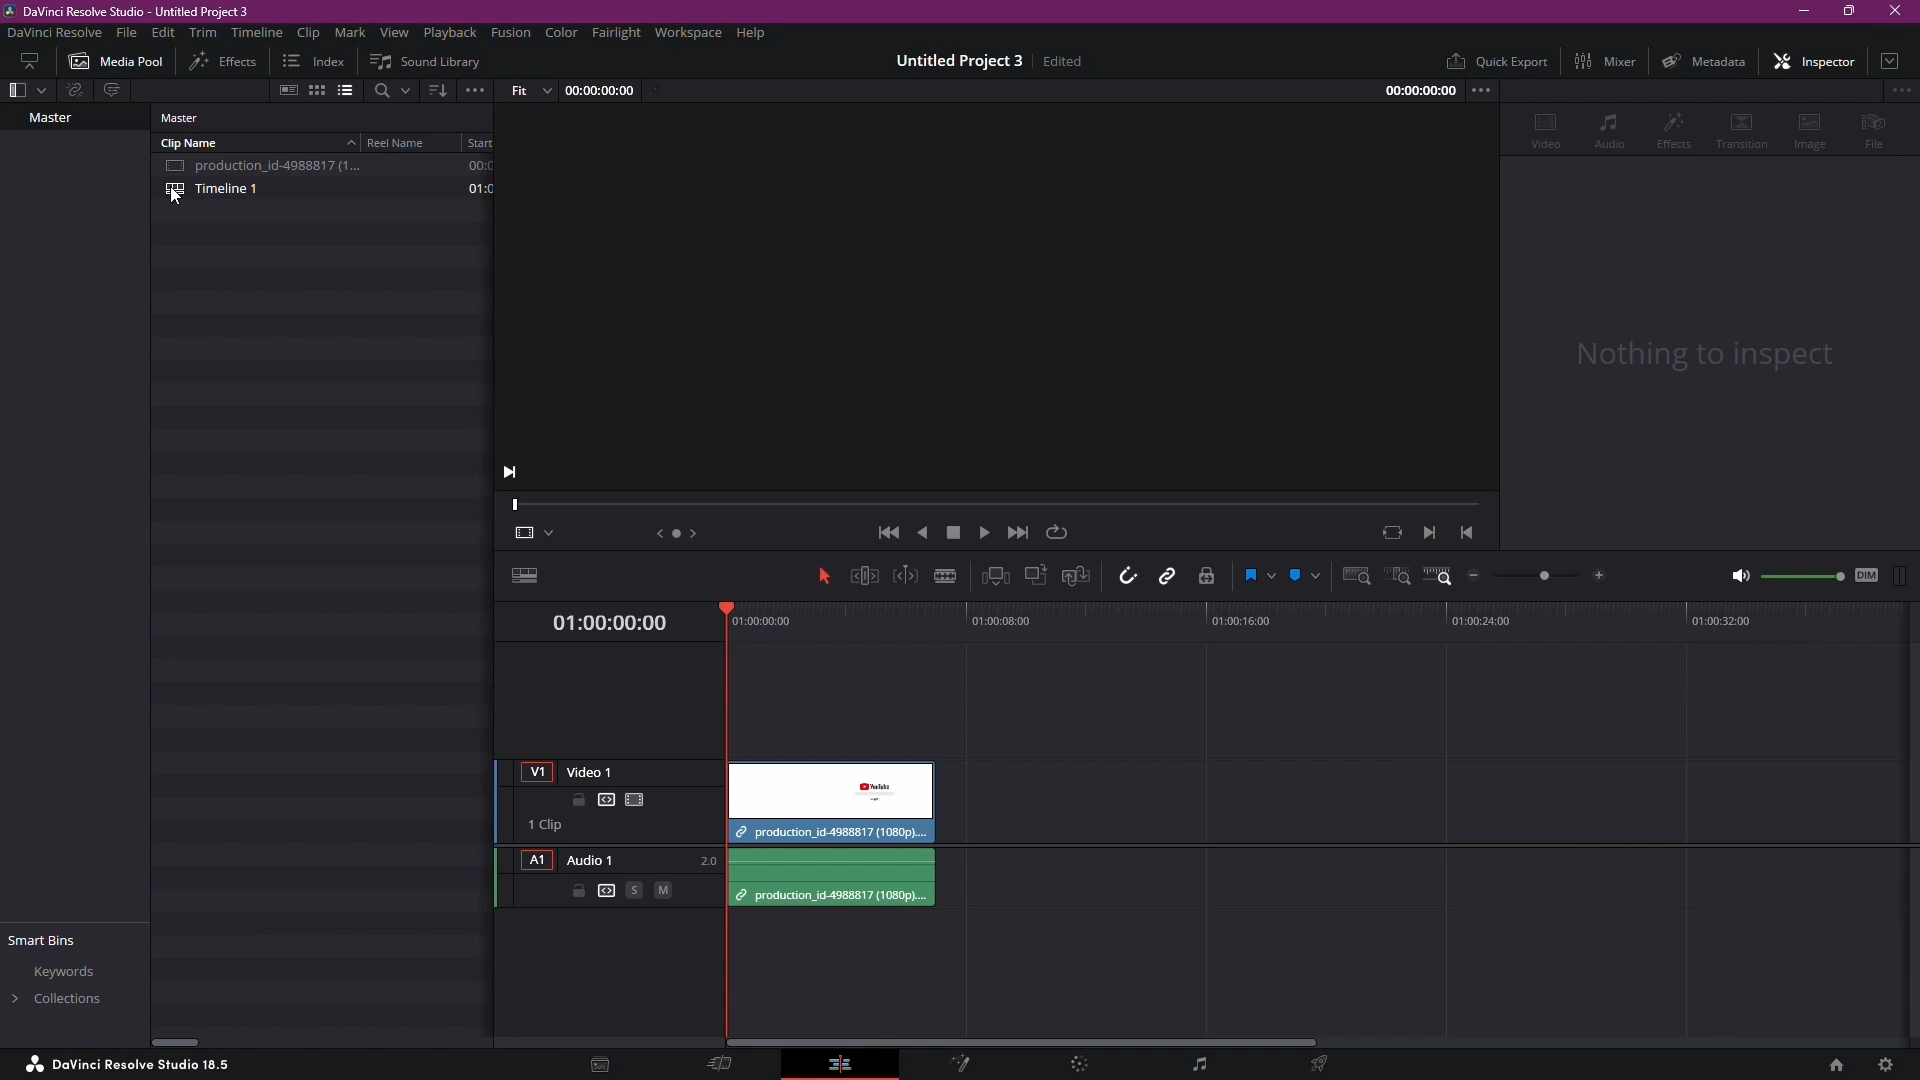 DaVinci Resolve Studio - Untitled Project 3
DaVinci Resolve File Edit Trim Timeline Clip Mark View Playback Fusion Color Fairlight Workspace Help
Media Pool Effects Index Sound Library Untitled Project 3 Edited Quick Export Mixer Metadata Inspector
Fit 00:00:00:00 00:00:00:00
Master Master
Clip Name Reel Name Start
production_id-4988817 (1... 00:0
Timeline 1 01:0
Video Audio Effects Transition Image File
Nothing to inspect
DIM
01:00:00:00 01:00:00:00 01:00:08:00 01:00:16:00 01:00:24:00 01:00:32:00
V1 Video 1
YouTube
1 Clip
production_id-4988817 (1080p)....
A1 Audio 1 2.0
S M
production_id-4988817 (1080p)....
Smart Bins
Keywords
Collections
DaVinci Resolve Studio 18.5